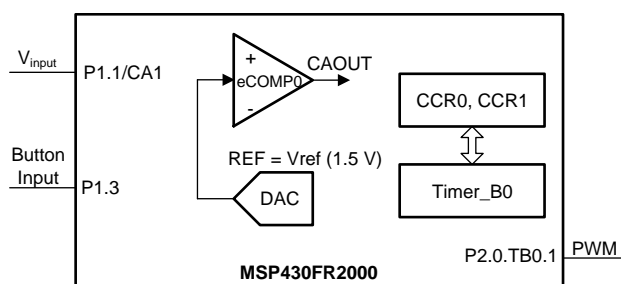 Vinput
P1.1/CA1
+
eCOMP0
-
CAOUT
CCR0, CCR1
Button
Input
P1.3
REF = Vref (1.5 V)
DAC
Timer_B0
P2.0.TB0.1
PWM
MSP430FR2000